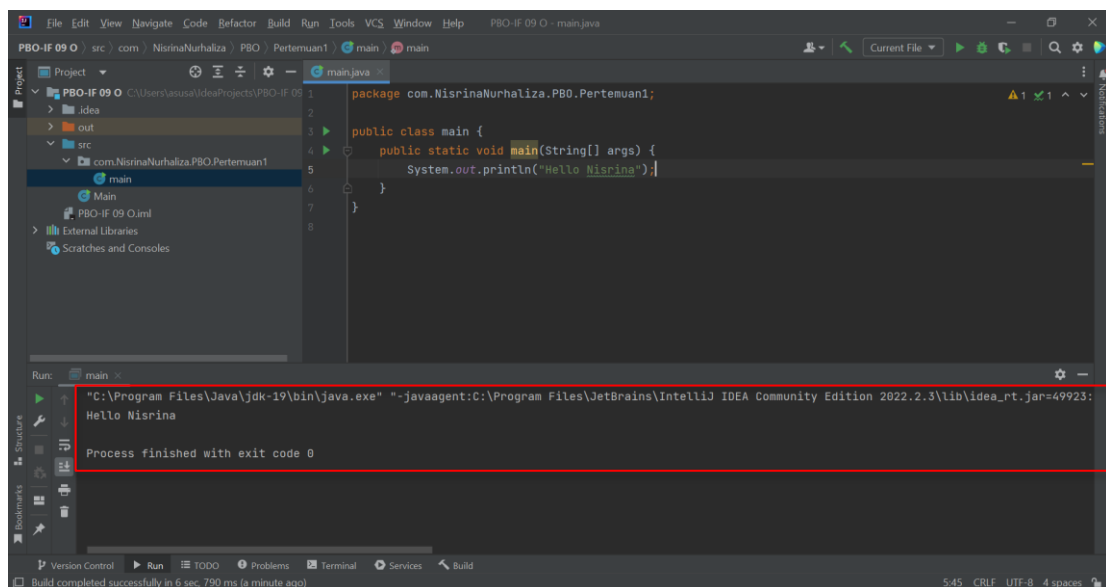 File Edit View Navigate Code Refactor Build Run Tools VCS Window Help PBO-IF 09 O - main.java
PBO-IF 09 O src com NisrinaNurhaliza PBO Pertemuan1 main main Current File
Project main.java
PBO-IF 09 O C:\Users\asusa\IdeaProjects\PBO-IF 09
.idea
out
src
com.NisrinaNurhaliza.PBO.Pertemuan1
main
Main
PBO-IF 09 O.iml
External Libraries
Scratches and Consoles
1 package com.NisrinaNurhaliza.PBO.Pertemuan1;
2
3 public class main {
4 public static void main(String[] args) {
5 System.out.println("Hello Nisrina");
6 }
7 }
8
1 1
Project
Notifications
Run: main
"C:\Program Files\Java\jdk-19\bin\java.exe" "-javaagent:C:\Program Files\JetBrains\IntelliJ IDEA Community Edition 2022.2.3\lib\idea_rt.jar=49923:
Hello Nisrina
Process finished with exit code 0
Structure
Bookmarks
Version Control Run TODO Problems Terminal Services Build
Build completed successfully in 6 sec, 790 ms (a minute ago) 5:45 CRLF UTF-8 4 spaces